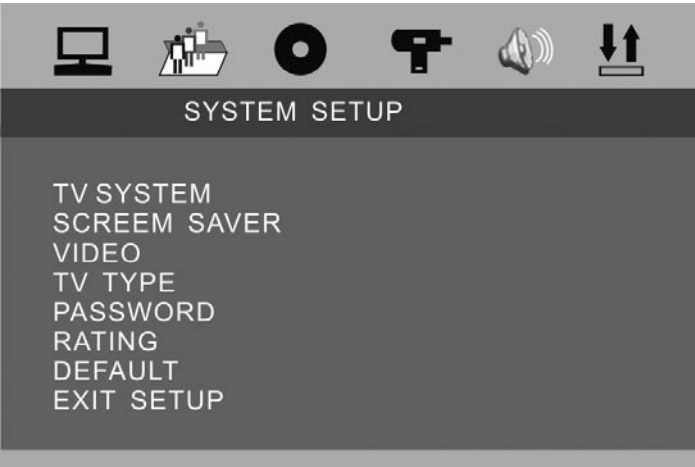 SYSTEM SETUP
TV SYSTEM
SCREEM SAVER
VIDEO
TV TYPE
PASSWORD
RATING
DEFAULT
EXIT SETUP